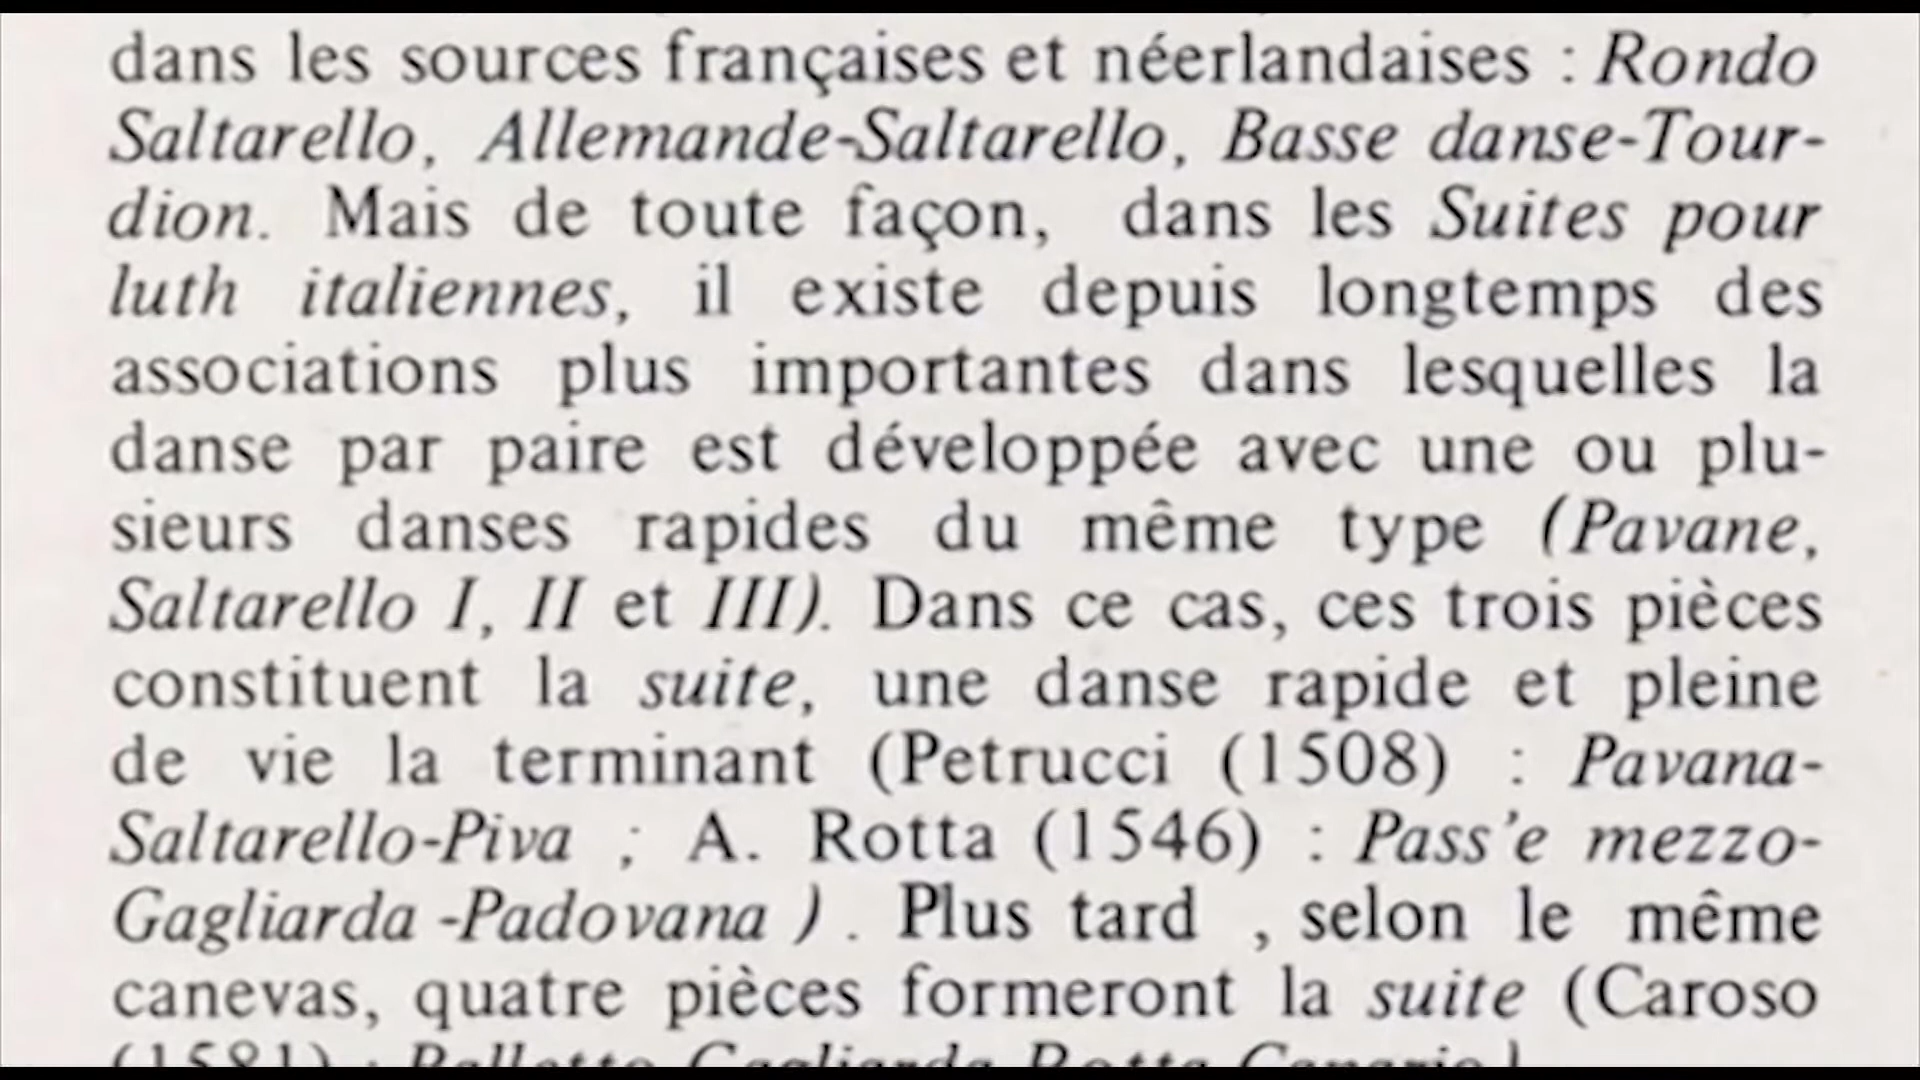 dans les sources françaises et néerlandaises : Rondo
Saltarello, Allemande-Saltarello, Basse danse-Tour-
dion. Mais de toute façon, dans les Suites pour
luth italiennes, il existe depuis longtemps des
associations plus importantes dans lesquelles la
danse par paire est développée avec une ou plu-
sieurs danses rapides du même type (Pavane,
Saltarello I, II et III). Dans ce cas, ces trois pièces
constituent la suite, une danse rapide et pleine
de vie la terminant (Petrucci (1508) : Pavana-
Saltarello-Piva ; A. Rotta (1546) : Pass'e mezzo-
Gagliarda -Padovana ) . Plus tard , selon le même
canevas, quatre pièces formeront la suite (Caroso
(1581) : Balletto Gagliarda Rotta Canario)